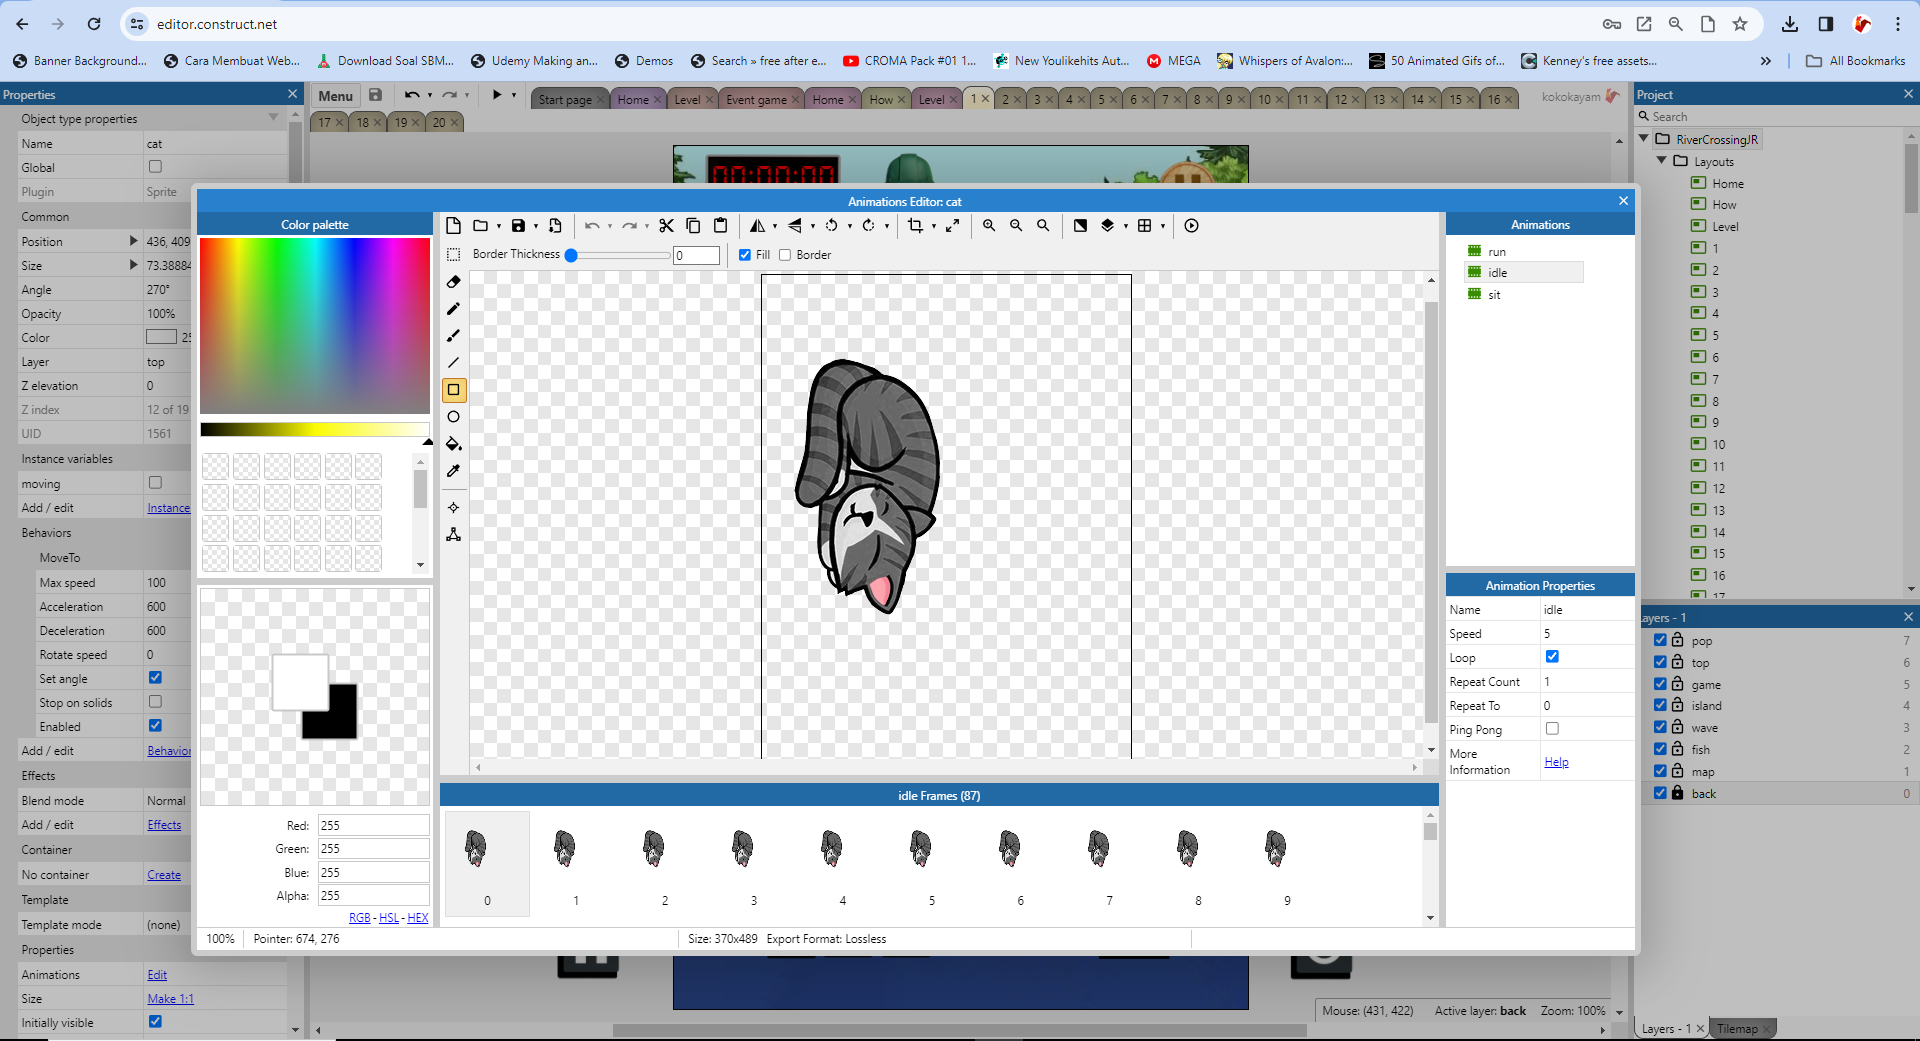 editor.construct.net
Banner Background... Cara Membuat Web... Download Soal SBM... Udemy Making an... Demos Search » free after e... CROMA Pack #01 1... New Youlikehits Aut... MEGA Whispers of Avalon:... 50 Animated Gifs of... Kenney's free assets... » All Bookmarks
Properties
Menu
Start page Home Level Event game Home How Level 1 2 3 4 5 6 7 8 9 10 11 12 13 14 15 16
kokokayam
17 18 19 20
Object type properties
Name cat
Global
Plugin Sprite
Common
Position 436, 409
Size 73.38884
Angle 270°
Opacity 100%
Color 25
Layer top
Z elevation 0
Z index 12 of 19
UID 1561
Instance variables
moving
Add / edit Instance
Behaviors
MoveTo
Max speed 100
Acceleration 600
Deceleration 600
Rotate speed 0
Set angle
Stop on solids
Enabled
Add / edit Behavior
Effects
Blend mode Normal
Add / edit Effects
Container
No container Create
Template
Template mode (none)
Properties
Animations Edit
Size Make 1:1
Initially visible
00:00:00
Animations Editor: cat
Color palette
Border Thickness 0 Fill Border
Red: 255
Green: 255
Blue: 255
Alpha: 255
RGB - HSL - HEX
idle Frames (87)
0 1 2 3 4 5 6 7 8 9
100% Pointer: 674, 276 Size: 370x489 Export Format: Lossless
Animations
run
idle
sit
Animation Properties
Name idle
Speed 5
Loop
Repeat Count 1
Repeat To 0
Ping Pong
More Information Help
Mouse: (431, 422) Active layer: back Zoom: 100%
Project
Search
RiverCrossingJR
Layouts
Home
How
Level
1
2
3
4
5
6
7
8
9
10
11
12
13
14
15
16
17
ayers - 1
pop 7
top 6
game 5
island 4
wave 3
fish 2
map 1
back 0
Layers - 1 Tilemap